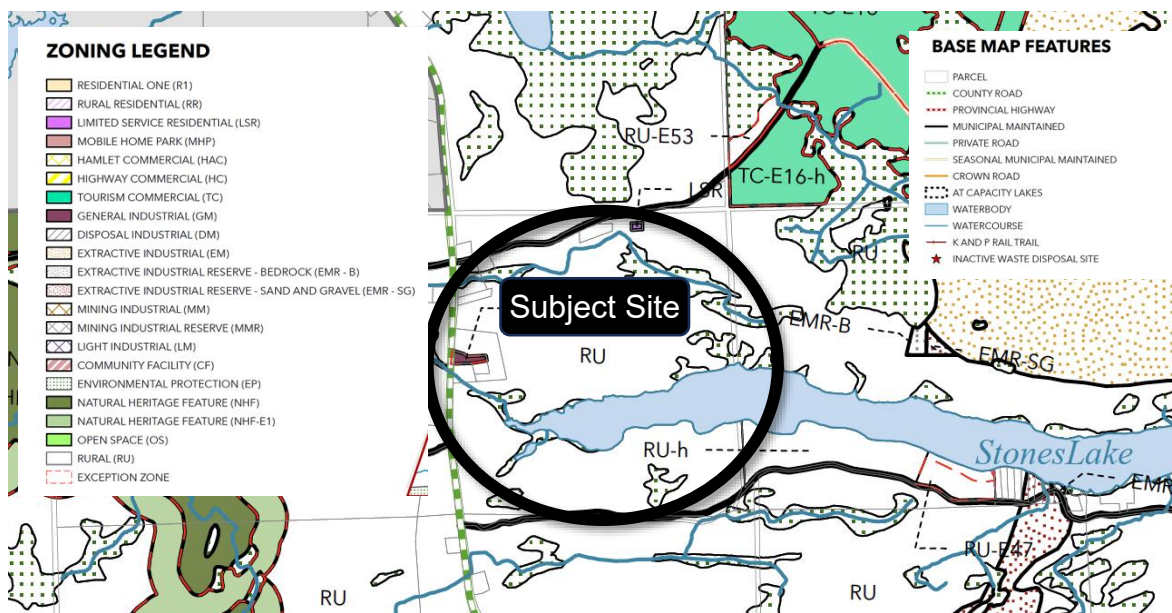 ZONING LEGEND
RESIDENTIAL ONE (R1)
RURAL RESIDENTIAL (RR)
LIMITED SERVICE RESIDENTIAL (LSR)
MOBILE HOME PARK (MHP)
HAMLET COMMERCIAL (HAC)
HIGHWAY COMMERCIAL (HC)
TOURISM COMMERCIAL (TC)
GENERAL INDUSTRIAL (GM)
DISPOSAL INDUSTRIAL (DM)
EXTRACTIVE INDUSTRIAL (EM)
EXTRACTIVE INDUSTRIAL RESERVE - BEDROCK (EMR - B)
EXTRACTIVE INDUSTRIAL RESERVE - SAND AND GRAVEL (EMR - SG)
MINING INDUSTRIAL (MM)
MINING INDUSTRIAL RESERVE (MMR)
LIGHT INDUSTRIAL (LM)
COMMUNITY FACILITY (CF)
ENVIRONMENTAL PROTECTION (EP)
NATURAL HERITAGE FEATURE (NHF)
NATURAL HERITAGE FEATURE (NHF-E1)
OPEN SPACE (OS)
RURAL (RU)
EXCEPTION ZONE
BASE MAP FEATURES
PARCEL
COUNTY ROAD
PROVINCIAL HIGHWAY
MUNICIPAL MAINTAINED
PRIVATE ROAD
SEASONAL MUNICIPAL MAINTAINED
CROWN ROAD
AT CAPACITY LAKES
WATERBODY
WATERCOURSE
K AND P RAIL TRAIL
INACTIVE WASTE DISPOSAL SITE
RU-E53
TC-E16-h
LSR
RU
Subject Site
EMR-B
RU
EMR-SG
RU-h
Stones Lake
EMR
RU-E47
RU
RU